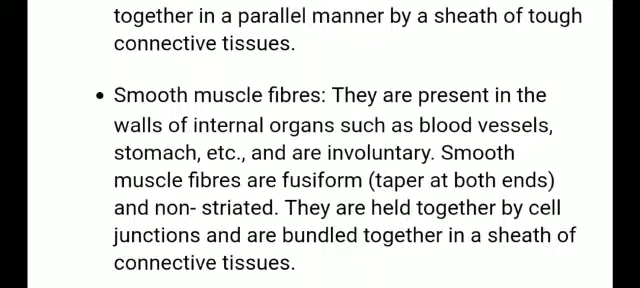 together in a parallel manner by a sheath of tough
connective tissues.
• Smooth muscle fibres: They are present in the
walls of internal organs such as blood vessels,
stomach, etc., and are involuntary. Smooth
muscle fibres are fusiform (taper at both ends)
and non- striated. They are held together by cell
junctions and are bundled together in a sheath of
connective tissues.